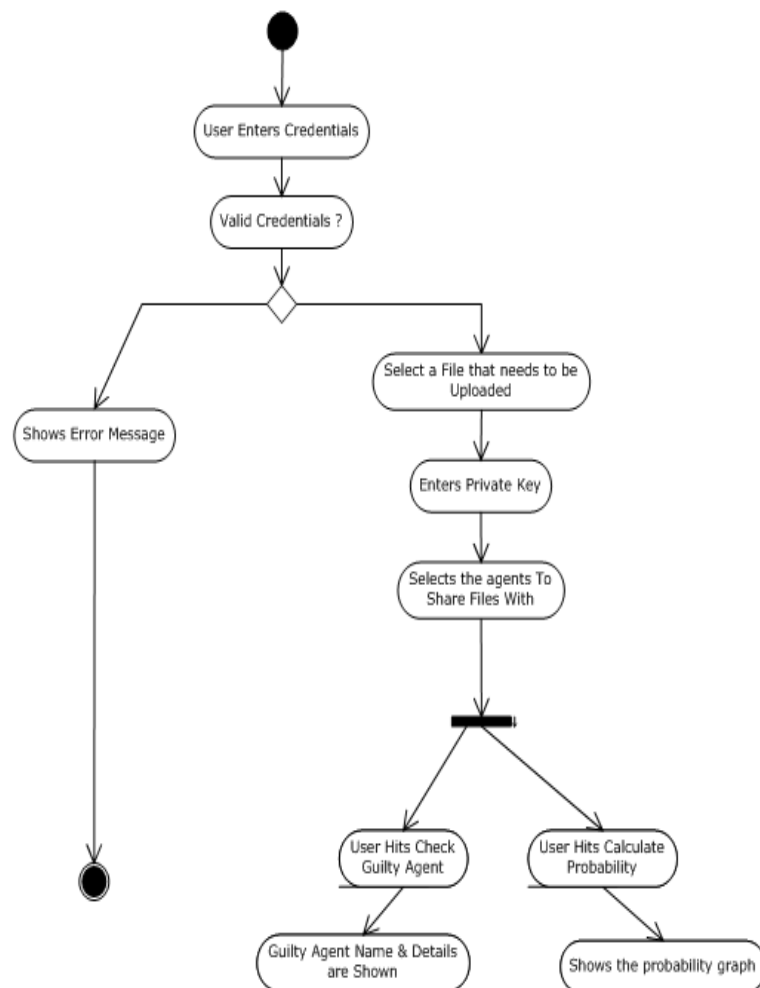 User Enters Credentials
Valid Credentials ?
Select a File that needs to be
Uploaded
Shows Error Message
Enters Private Key
Selects the agents To
Share Files With
User Hits Check
Guilty Agent
User Hits Calculate
Probability
Guilty Agent Name & Details
are Shown
Shows the probability graph